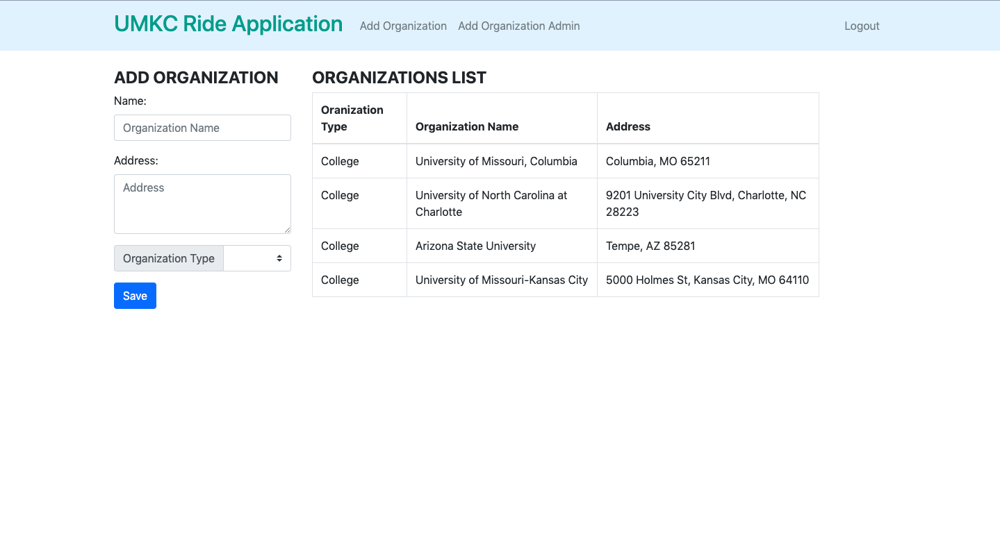 UMKC Ride Application Add Organization Add Organization Admin Logout
ADD ORGANIZATION
Name:
Organization Name
Address:
Address
Organization Type
Save
ORGANIZATIONS LIST
Oranization
Type Organization Name Address
College University of Missouri, Columbia Columbia, MO 65211
College University of North Carolina at 9201 University City Blvd, Charlotte, NC
Charlotte 28223
College Arizona State University Tempe, AZ 85281
College University of Missouri-Kansas City 5000 Holmes St, Kansas City, MO 64110